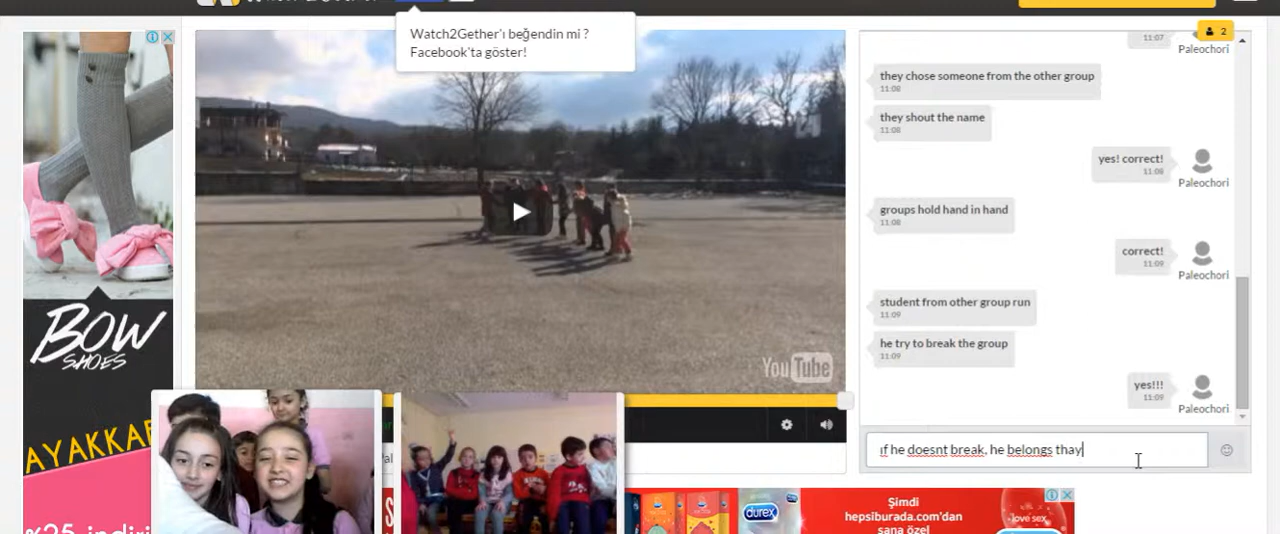 Watch2Gether'ı beğendin mi ?
Facebook'ta göster!
2
11:07
Paleochori
they chose someone from the other group
11:08
they shout the name
11:08
yes! correct!
11:08
Paleochori
groups hold hand in hand
11:08
correct!
11:09
Paleochori
student from other group run
11:09
he try to break the group
11:09
yes!!!
11:09
Paleochori
ıf he doesnt break, he belongs thay
YouTube
BOW
SHOES
AYAKKA
%25 indiri
durex
Şimdi
hepsiburada.com'dan
sana özel
love sex